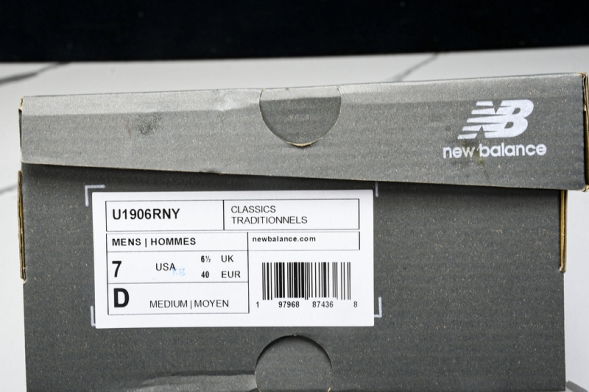 NB
new balance
U1906RNY
CLASSICS
TRADITIONNELS
MENS | HOMMES
newbalance.com
7 USA 6½ UK
40 EUR
D MEDIUM | MOYEN
1 97968 87436 8